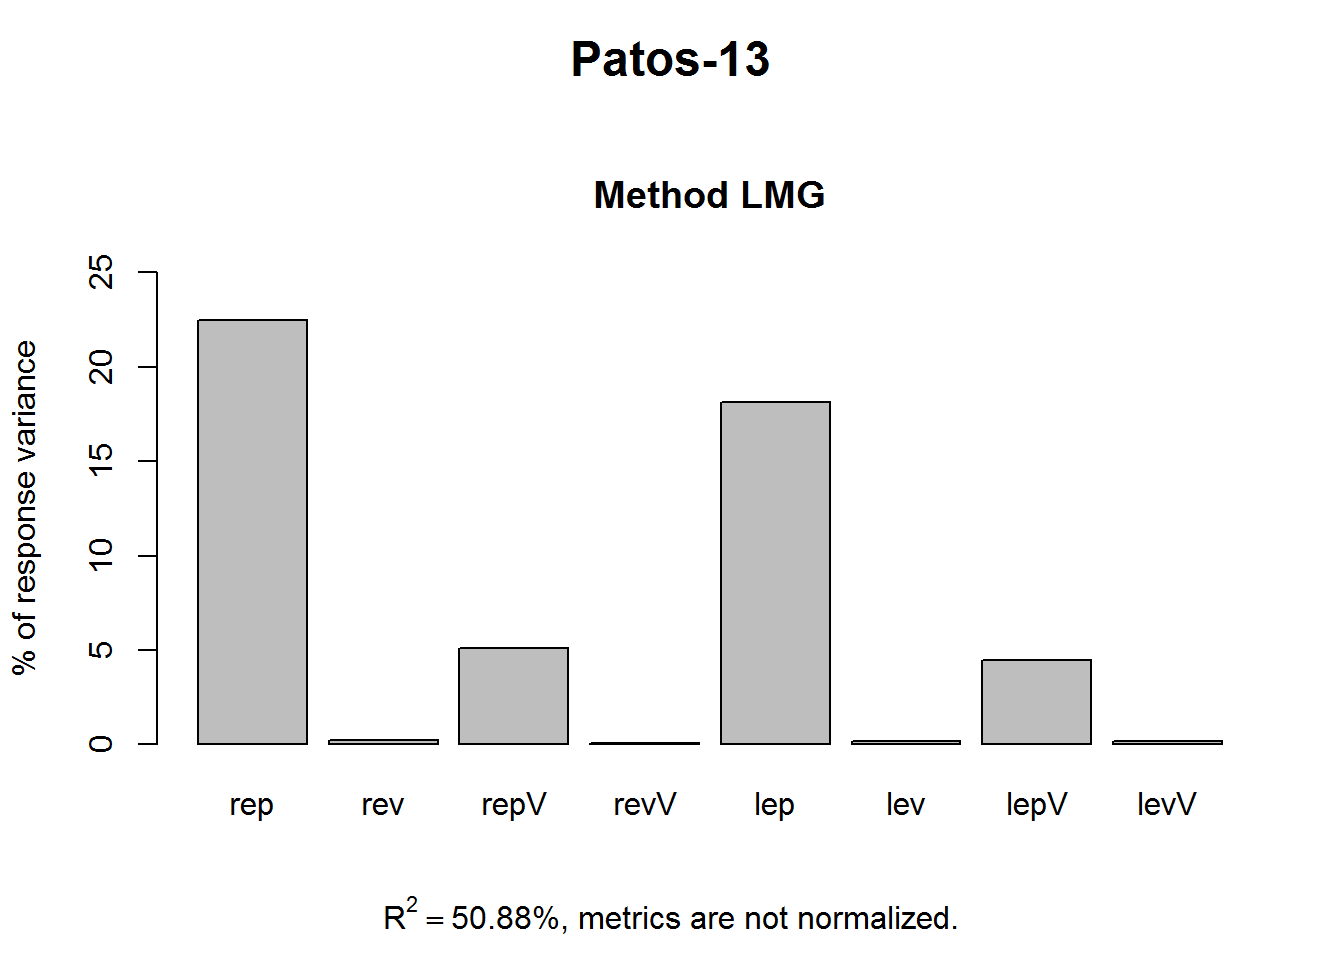 Patos-13
Method LMG
% of response variance
25
20
15
10
5
0
rep rev repV revV lep lev lepV levV
R² = 50.88%, metrics are not normalized.